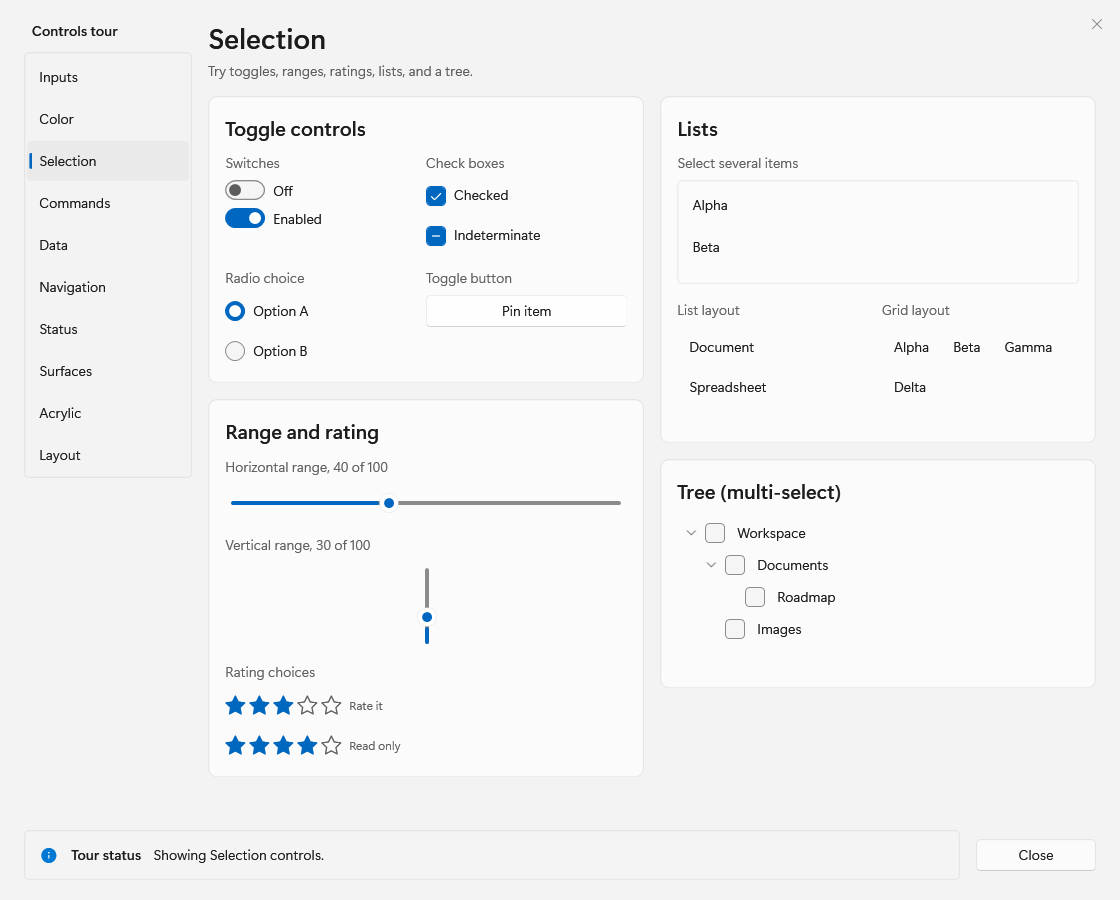 Controls tour
Inputs
Color
Selection
Commands
Data
Navigation
Status
Surfaces
Acrylic
Layout
Selection
Try toggles, ranges, ratings, lists, and a tree.
Toggle controls
Switches
Off
Enabled
Check boxes
Checked
Indeterminate
Radio choice
Option A
Option B
Toggle button
Pin item
Range and rating
Horizontal range, 40 of 100
Vertical range, 30 of 100
Rating choices
Rate it
Read only
Lists
Select several items
Alpha
Beta
List layout
Document
Spreadsheet
Grid layout
Alpha Beta Gamma
Delta
Tree (multi-select)
Workspace
Documents
Roadmap
Images
Tour status Showing Selection controls.
Close